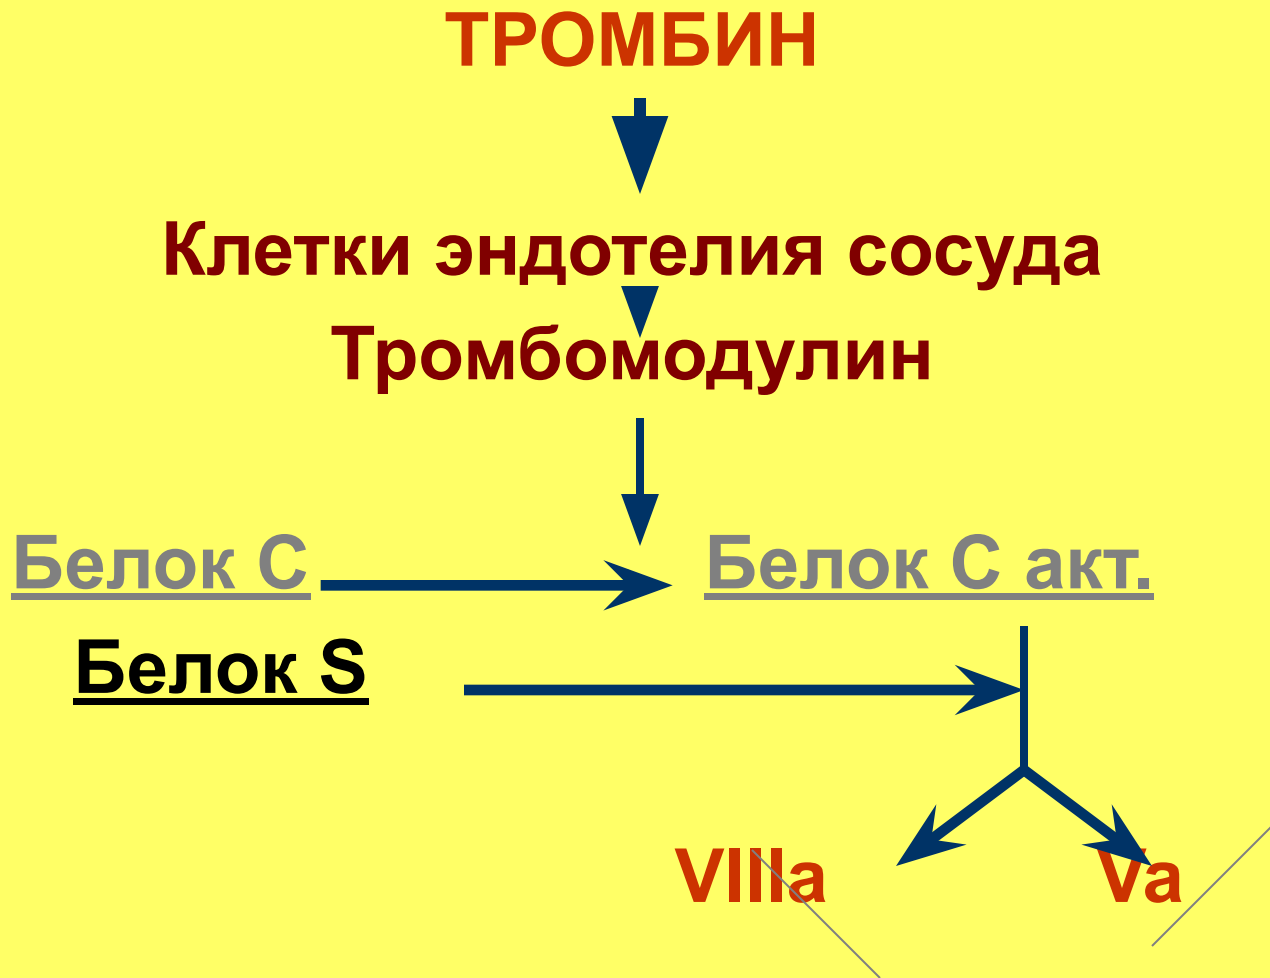 ТРОМБИН
Клетки эндотелия сосуда
Тромбомодулин
Белок С Белок С акт.
Белок S
VIIIa Va